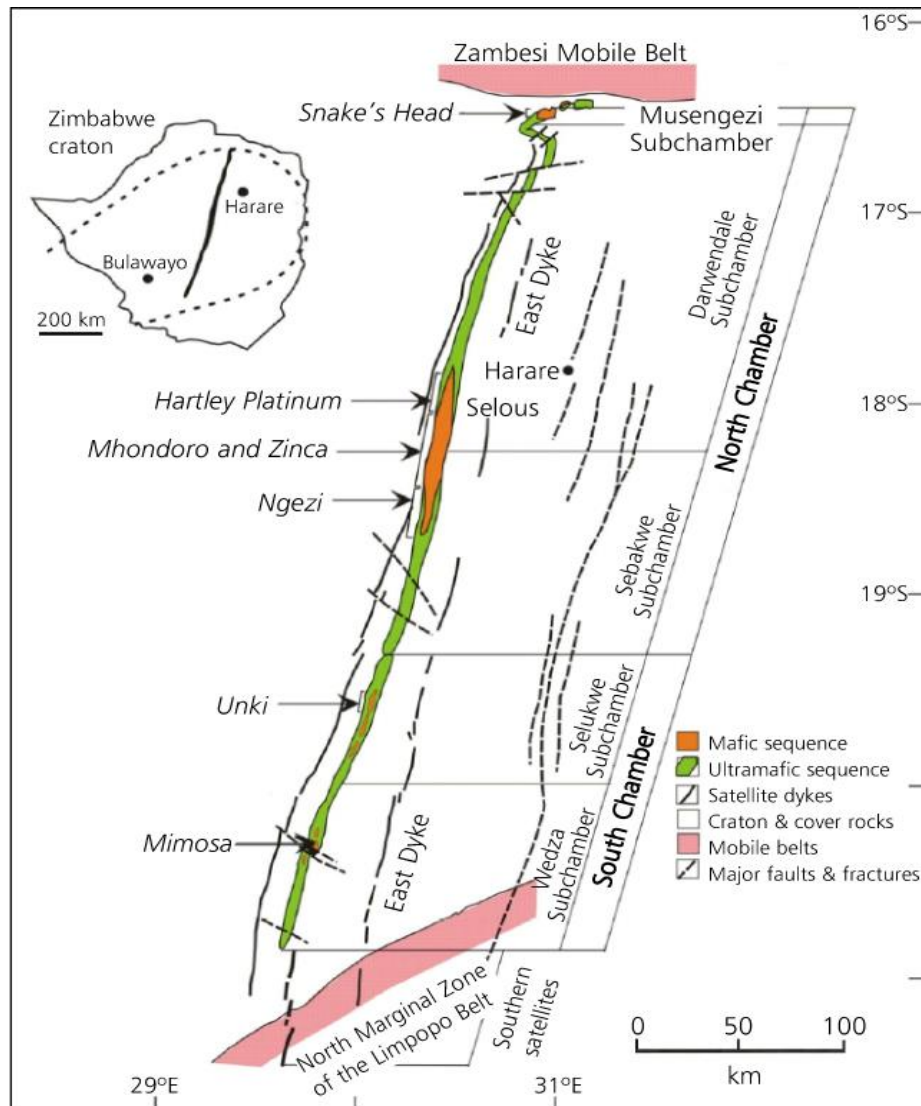 16°S
Zambesi Mobile Belt
Snake's Head
Musengezi
Subchamber
Zimbabwe
craton
Harare
Bulawayo
200 km
17°S
East Dyke
Darwendale
Subchamber
North Chamber
Harare
Selous
18°S
Hartley Platinum
Mhondoro and Zinca
Ngezi
Sebakwe
Subchamber
19°S
Unki
Selukwe
Subchamber
South Chamber
Mafic sequence
Ultramafic sequence
Satellite dykes
Craton & cover rocks
Mobile belts
Major faults & fractures
Mimosa
East Dyke
Wedza
Subchamber
North Marginal Zone
of the Limpopo Belt
Southern
satellites
0 50 100
km
29°E
31°E